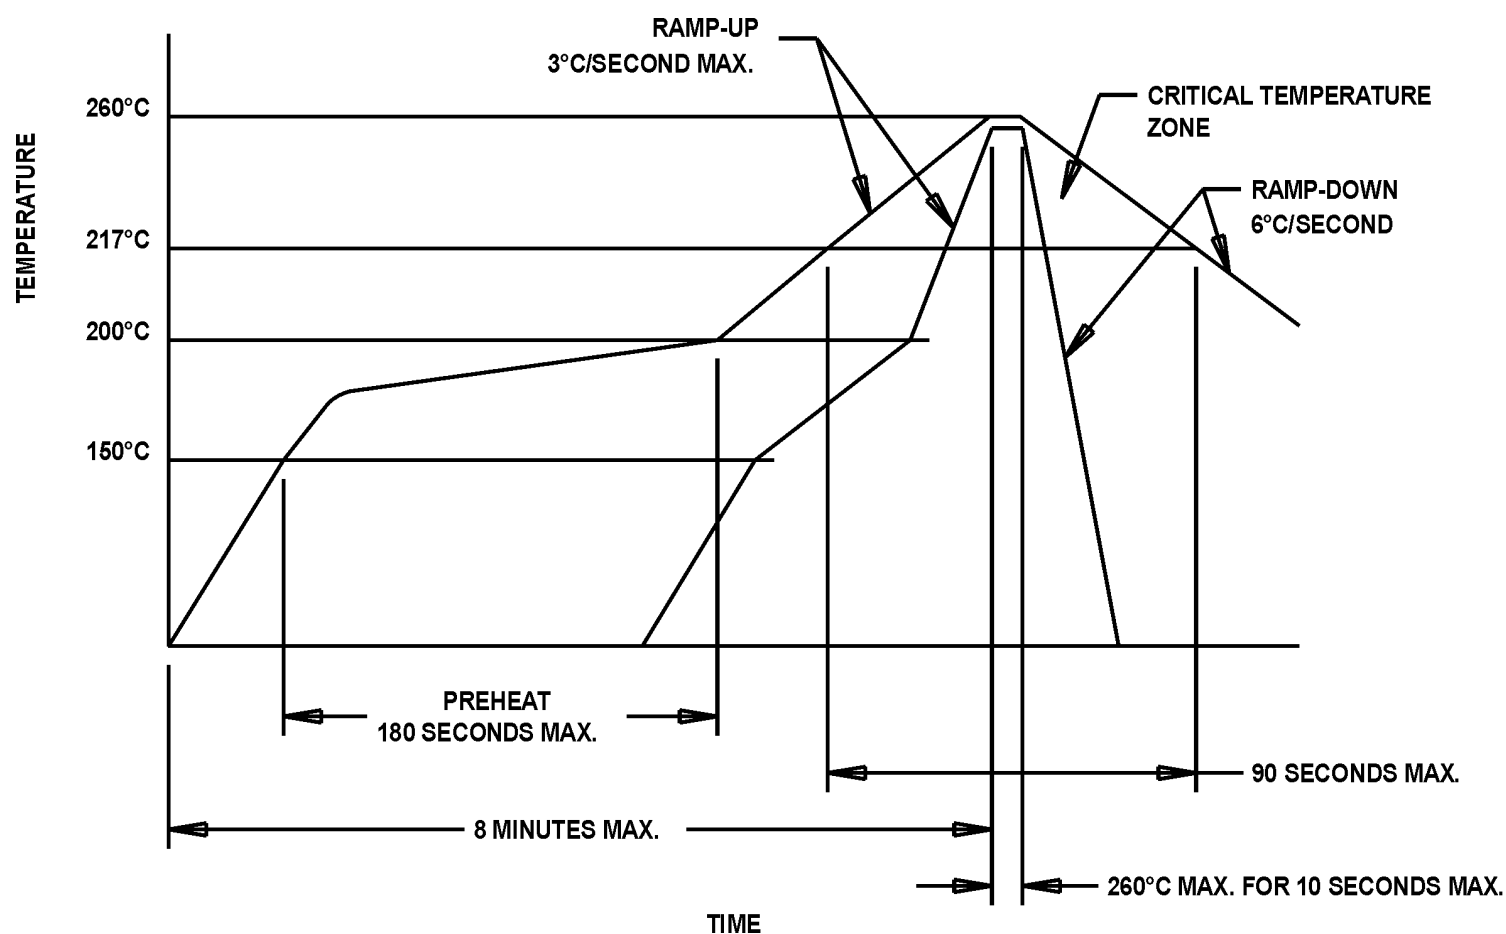 RAMP-UP
3°C/SECOND MAX.
CRITICAL TEMPERATURE
ZONE
260°C
TEMPERATURE
RAMP-DOWN
6°C/SECOND
217°C
200°C
150°C
PREHEAT
180 SECONDS MAX.
90 SECONDS MAX.
8 MINUTES MAX.
260°C MAX. FOR 10 SECONDS MAX.
TIME